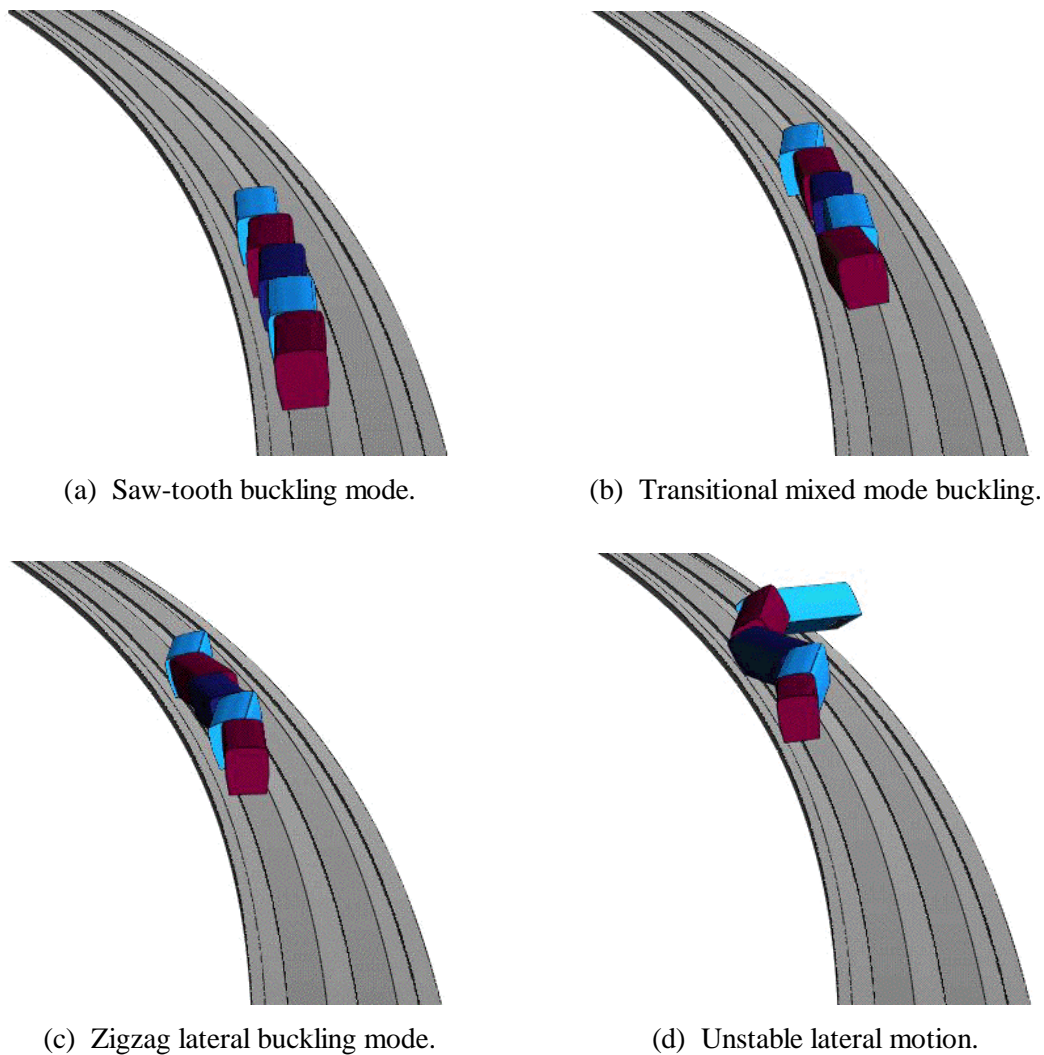 (a) Saw-tooth buckling mode.
(b) Transitional mixed mode buckling.
(c) Zigzag lateral buckling mode.
(d) Unstable lateral motion.